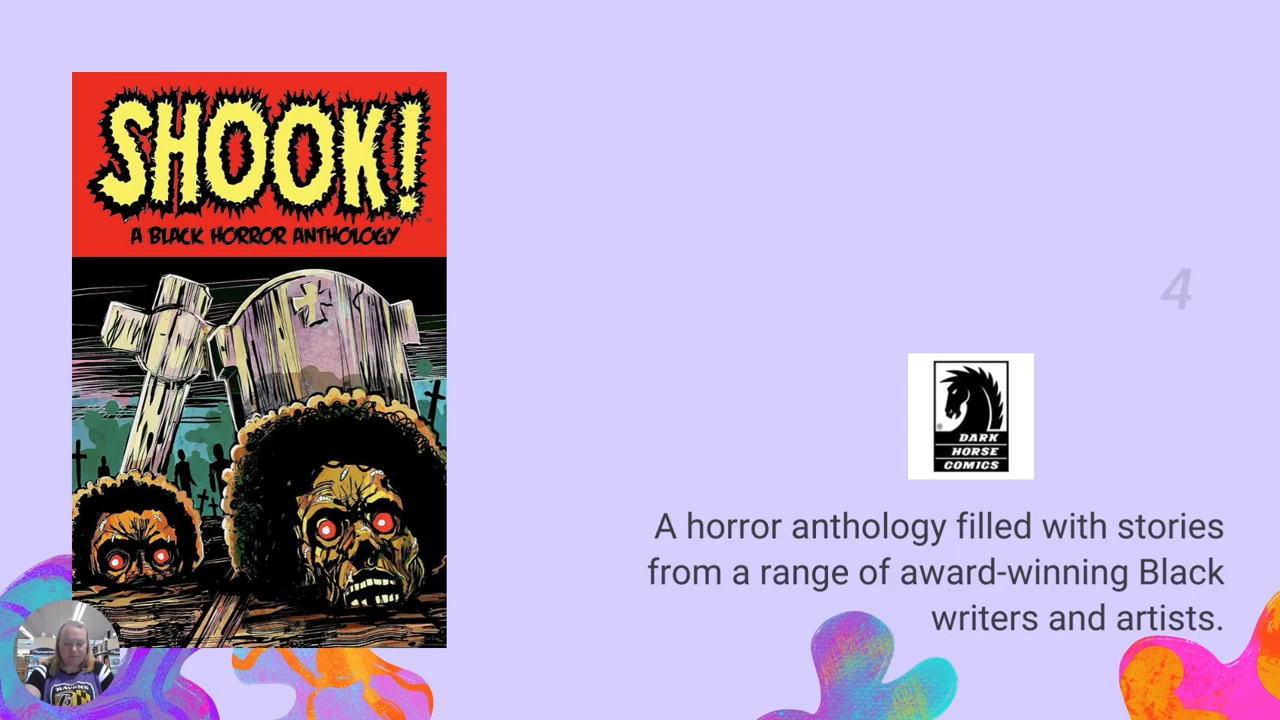 SHOOK!
A BLACK HORROR ANTHOLOGY
4
DARK
HORSE
COMICS
A horror anthology filled with stories
from a range of award-winning Black
writers and artists.
RAVENS